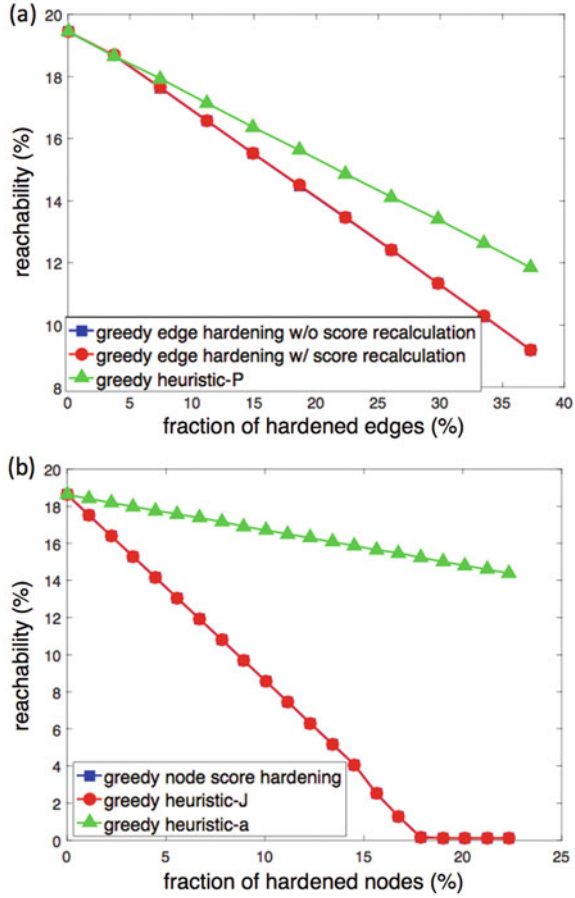 (a)
20
18
16
14
12
10
8
reachability (%)
greedy edge hardening w/o score recalculation
greedy edge hardening w/ score recalculation
greedy heuristic-P
0 5 10 15 20 25 30 35 40
fraction of hardened edges (%)
(b)
20
18
16
14
12
10
8
6
4
2
0
reachability (%)
greedy node score hardening
greedy heuristic-J
greedy heuristic-a
0 5 10 15 20 25
fraction of hardened nodes (%)